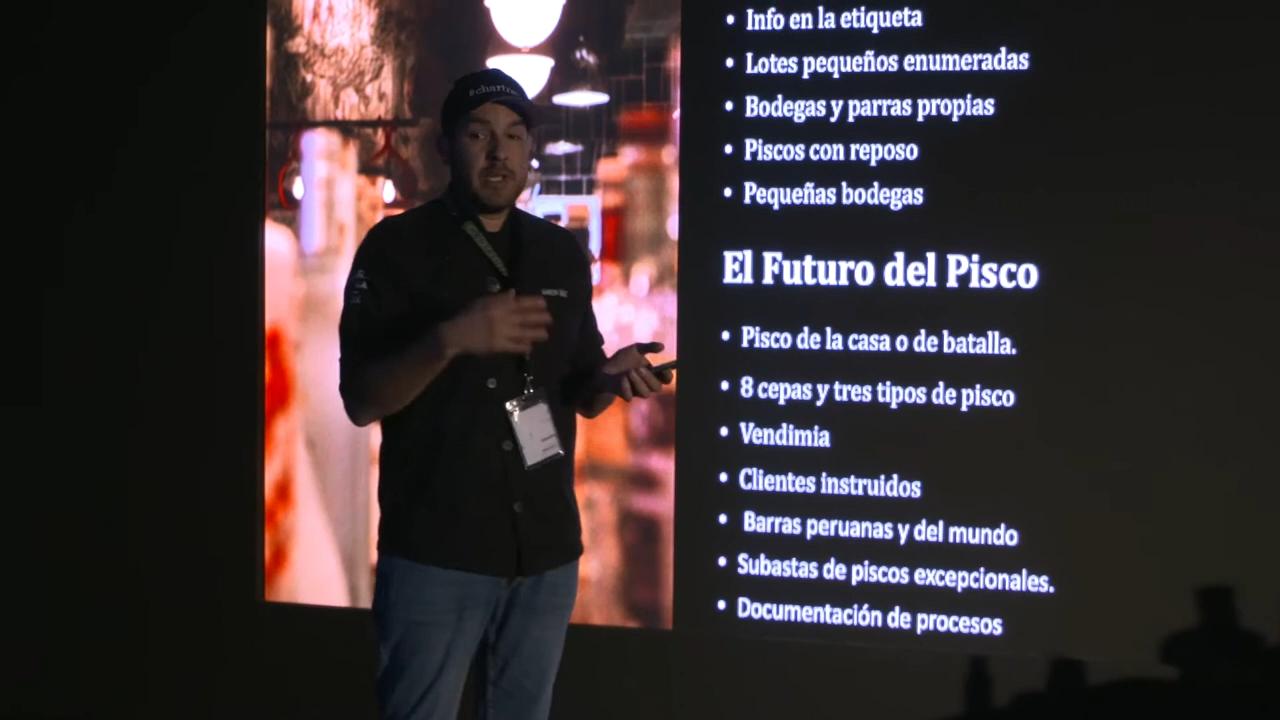 #chartr
• Info en la etiqueta
• Lotes pequeños enumeradas
• Bodegas y parras propias
• Piscos con reposo
• Pequeñas bodegas
El Futuro del Pisco
• Pisco de la casa o de batalla.
• 8 cepas y tres tipos de pisco
• Vendimia
• Clientes instruidos
• Barras peruanas y del mundo
• Subastas de piscos excepcionales.
• Documentación de procesos